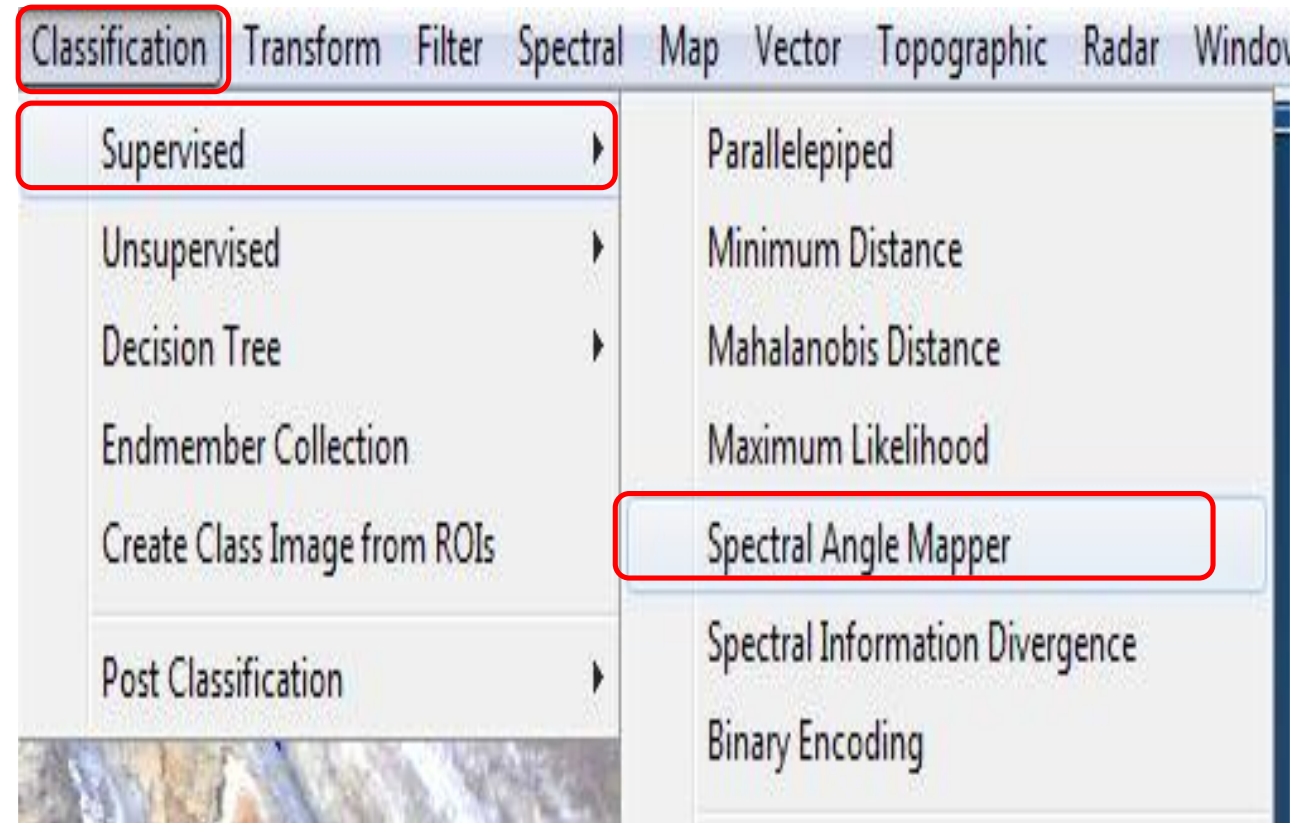 Classification Transform Filter Spectral Map Vector Topographic Radar Window
Supervised
Unsupervised
Decision Tree
Endmember Collection
Create Class Image from ROIs
Post Classification
Parallelepiped
Minimum Distance
Mahalanobis Distance
Maximum Likelihood
Spectral Angle Mapper
Spectral Information Divergence
Binary Encoding